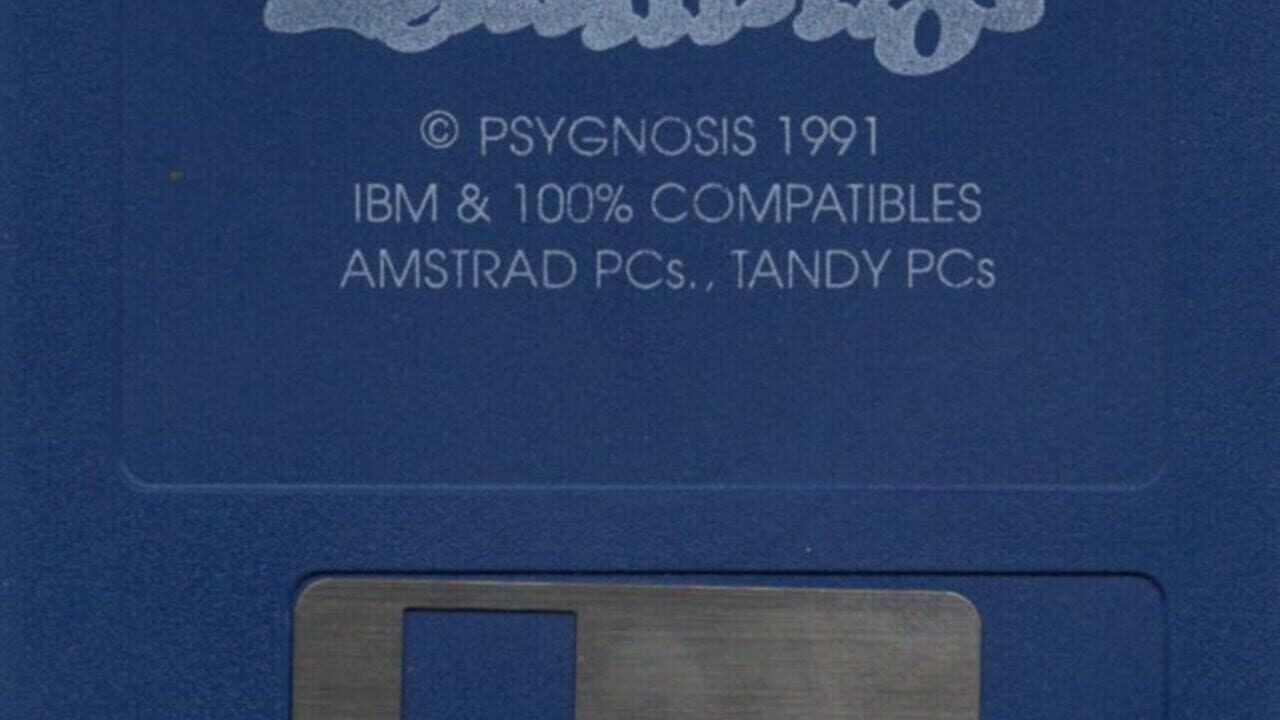 © PSYGNOSIS 1991
IBM & 100% COMPATIBLES
AMSTRAD PCs., TANDY PCs